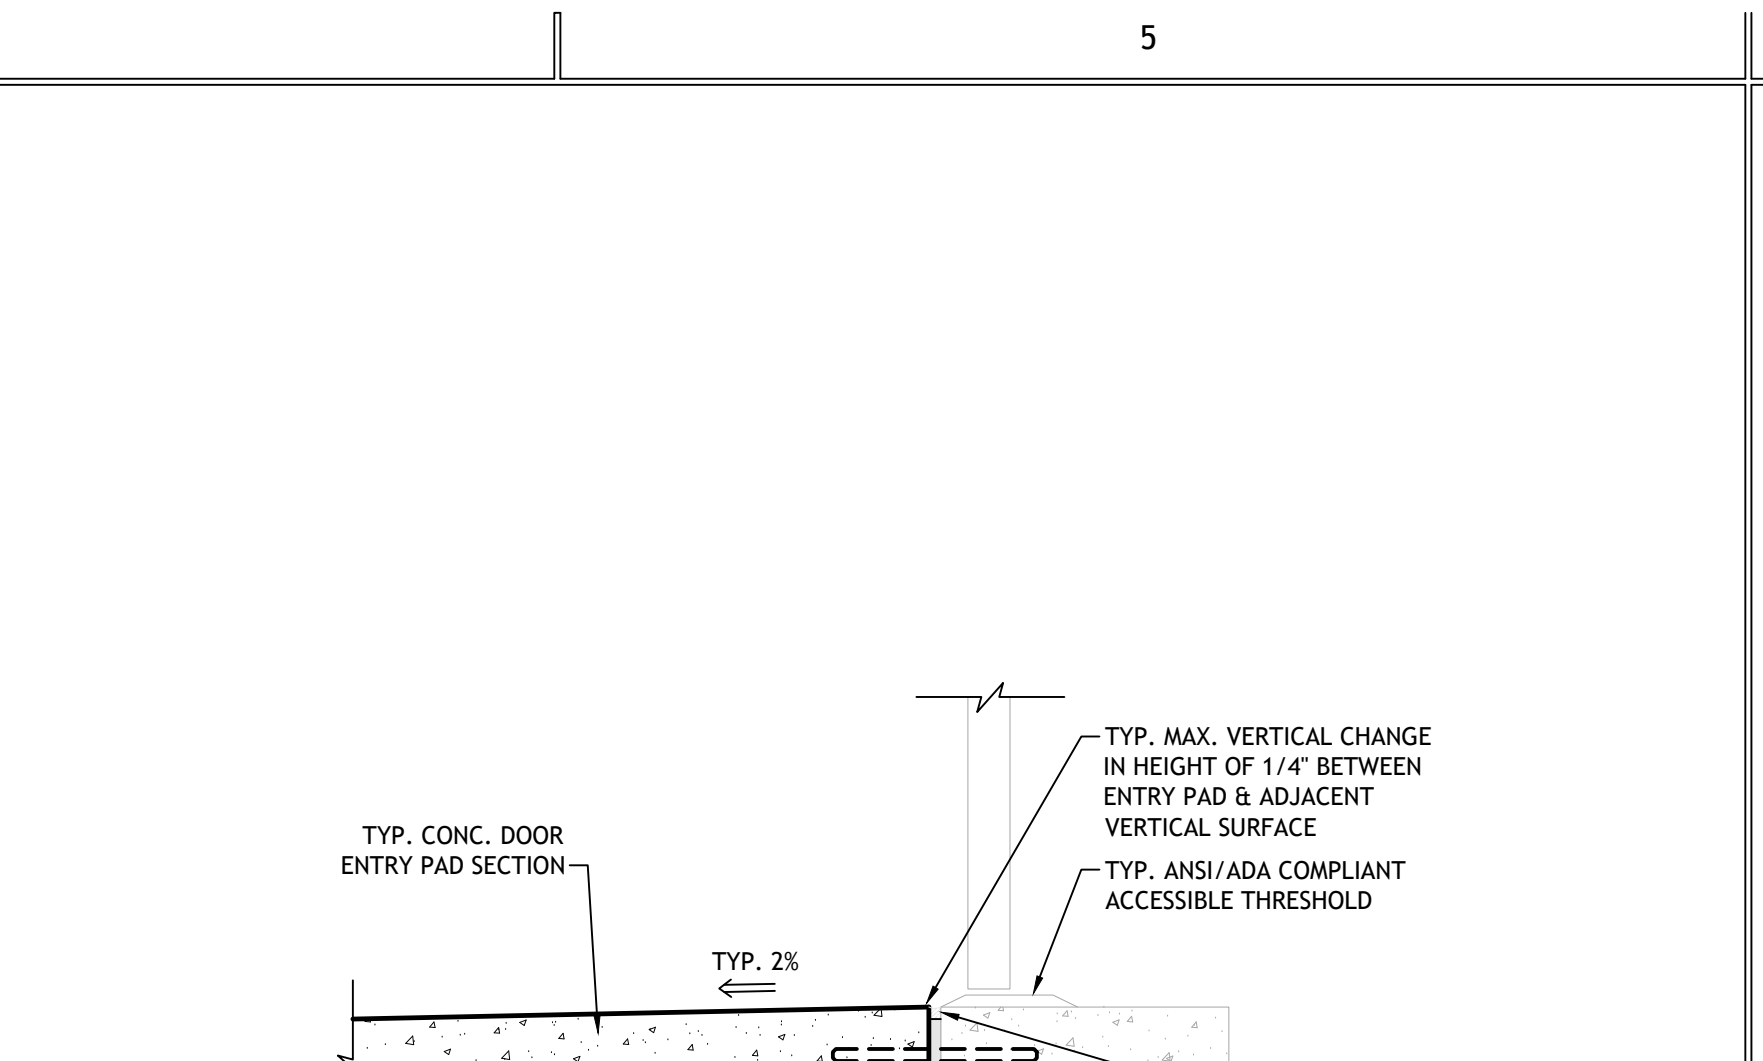 5
TYP. MAX. VERTICAL CHANGE
IN HEIGHT OF 1/4" BETWEEN
ENTRY PAD & ADJACENT
VERTICAL SURFACE
TYP. CONC. DOOR
ENTRY PAD SECTION
TYP. ANSI/ADA COMPLIANT
ACCESSIBLE THRESHOLD
TYP. 2%